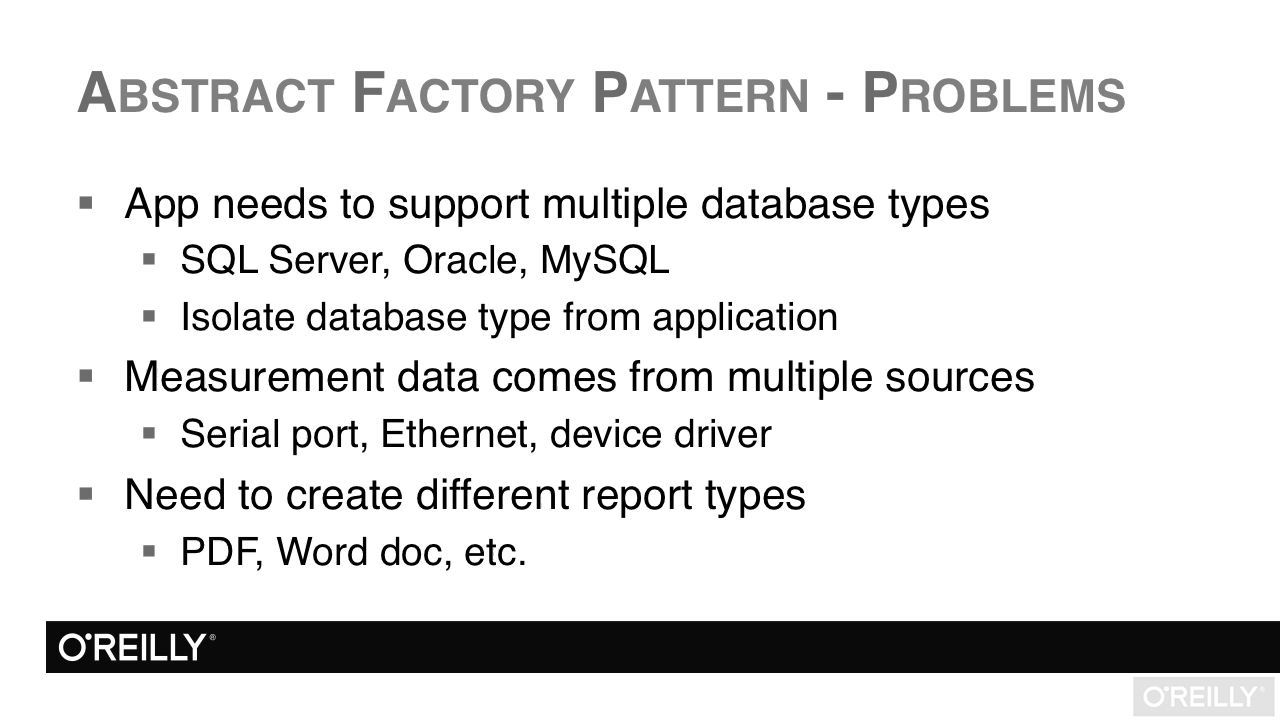 ABSTRACT FACTORY PATTERN - PROBLEMS
▪ App needs to support multiple database types
▪ SQL Server, Oracle, MySQL
▪ Isolate database type from application
▪ Measurement data comes from multiple sources
▪ Serial port, Ethernet, device driver
▪ Need to create different report types
▪ PDF, Word doc, etc.
O'REILLY®
O'REILLY®